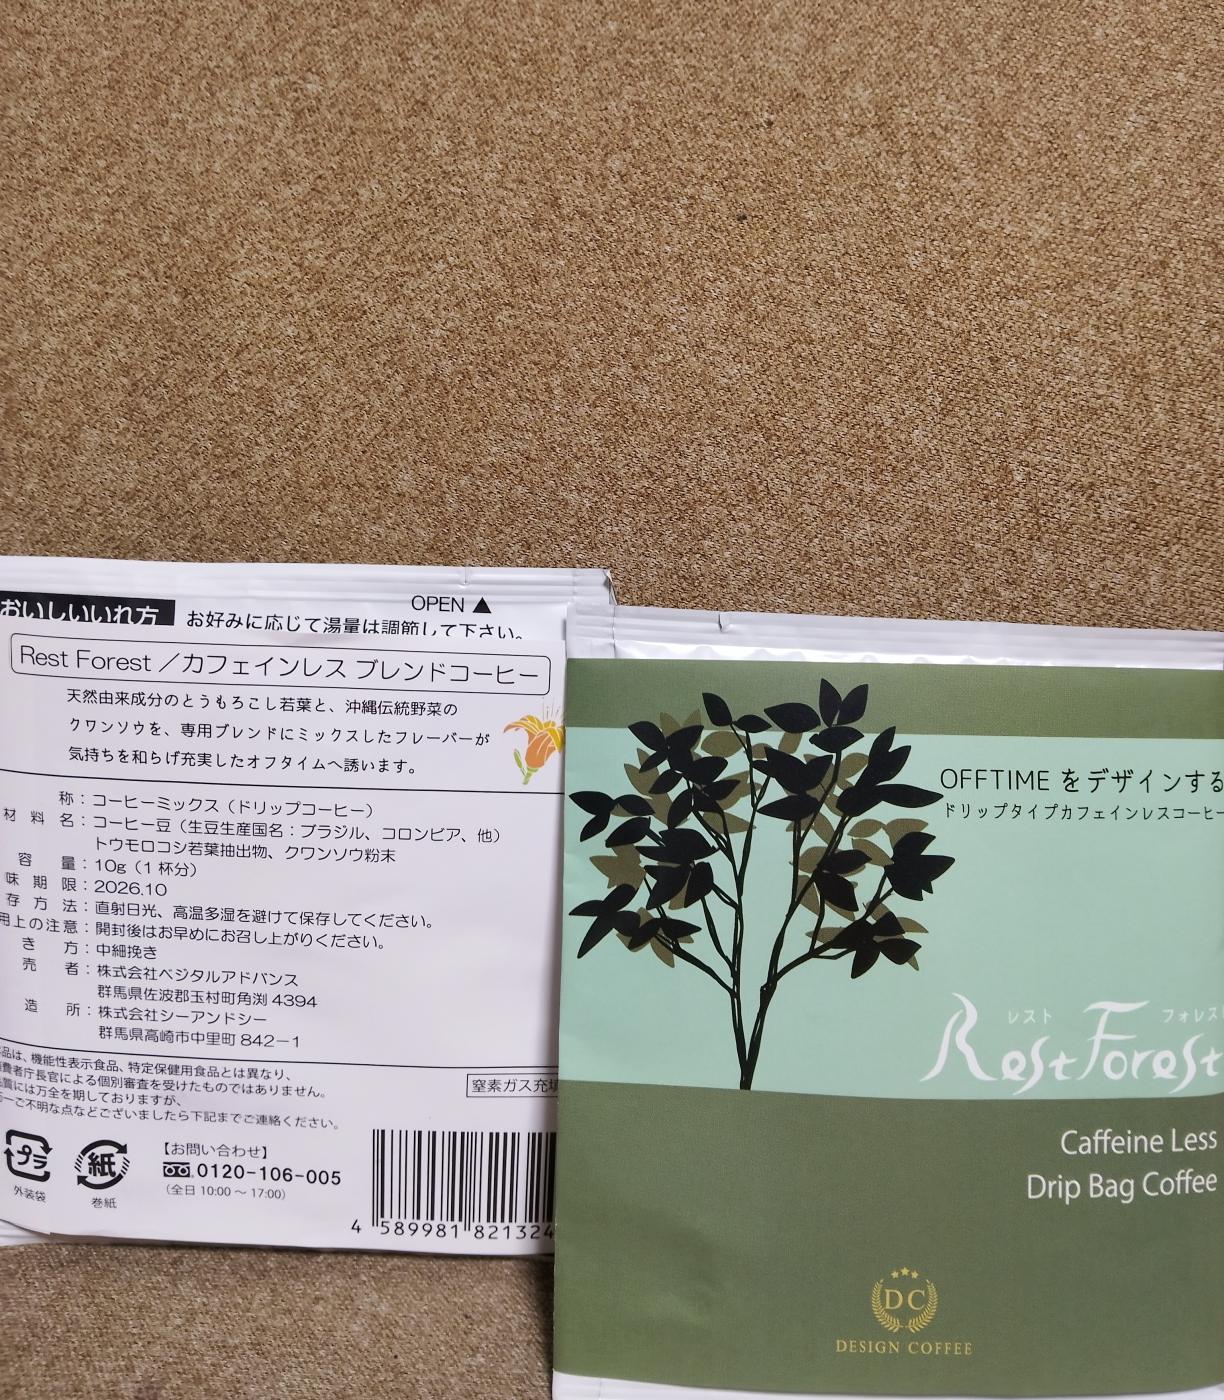 おいしいいれ方 お好みに応じて湯量は調節して下さい。
OPEN ▲
Rest Forest／カフェインレス ブレンドコーヒー
天然由来成分のとうもろこし若葉と、沖縄伝統野菜の
クワンソウを、専用ブレンドにミックスしたフレーバーが
気持ちを和らげ充実したオフタイムへ誘います。
称：コーヒーミックス（ドリップコーヒー）
材料名：コーヒー豆（生豆生産国名：ブラジル、コロンビア、他）
トウモロコシ若葉抽出物、クワンソウ粉末
容量：10g（1杯分）
味期限：2026.10
存方法：直射日光、高温多湿を避けて保存してください。
用上の注意：開封後はお早めにお召し上がりください。
き方：中細挽き
売者：株式会社ベジタルアドバンス
群馬県佐波郡玉村町角渕4394
造所：株式会社シーアンドシー
群馬県高崎市中里町842－1
品は、機能性表示食品、特定保健用食品とは異なり、
費者庁長官による個別審査を受けたものではありません。
質には万全を期しておりますが、
一ご不明な点などございましたら下記までご連絡ください。
窒素ガス充填
プラ
外装袋
紙
巻紙
【お問い合わせ】
0120-106-005
（全日 10:00 ～ 17:00）
4 589981 821324
OFFTIME をデザインする
ドリップタイプカフェインレスコーヒー
レスト フォレスト
Rest Forest
Caffeine Less
Drip Bag Coffee
DC
DESIGN COFFEE